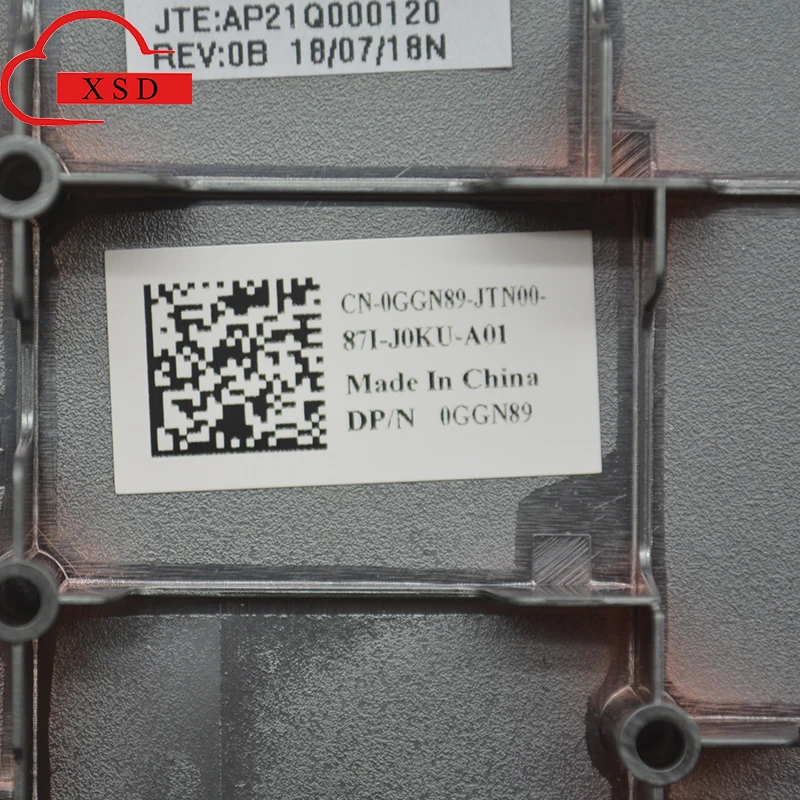 JTE:AP21Q000120
REV:0B 18/07/18N
XSD
CN-0GGN89-JTN00-
87I-J0KU-A01
Made In China
DP/N 0GGN89